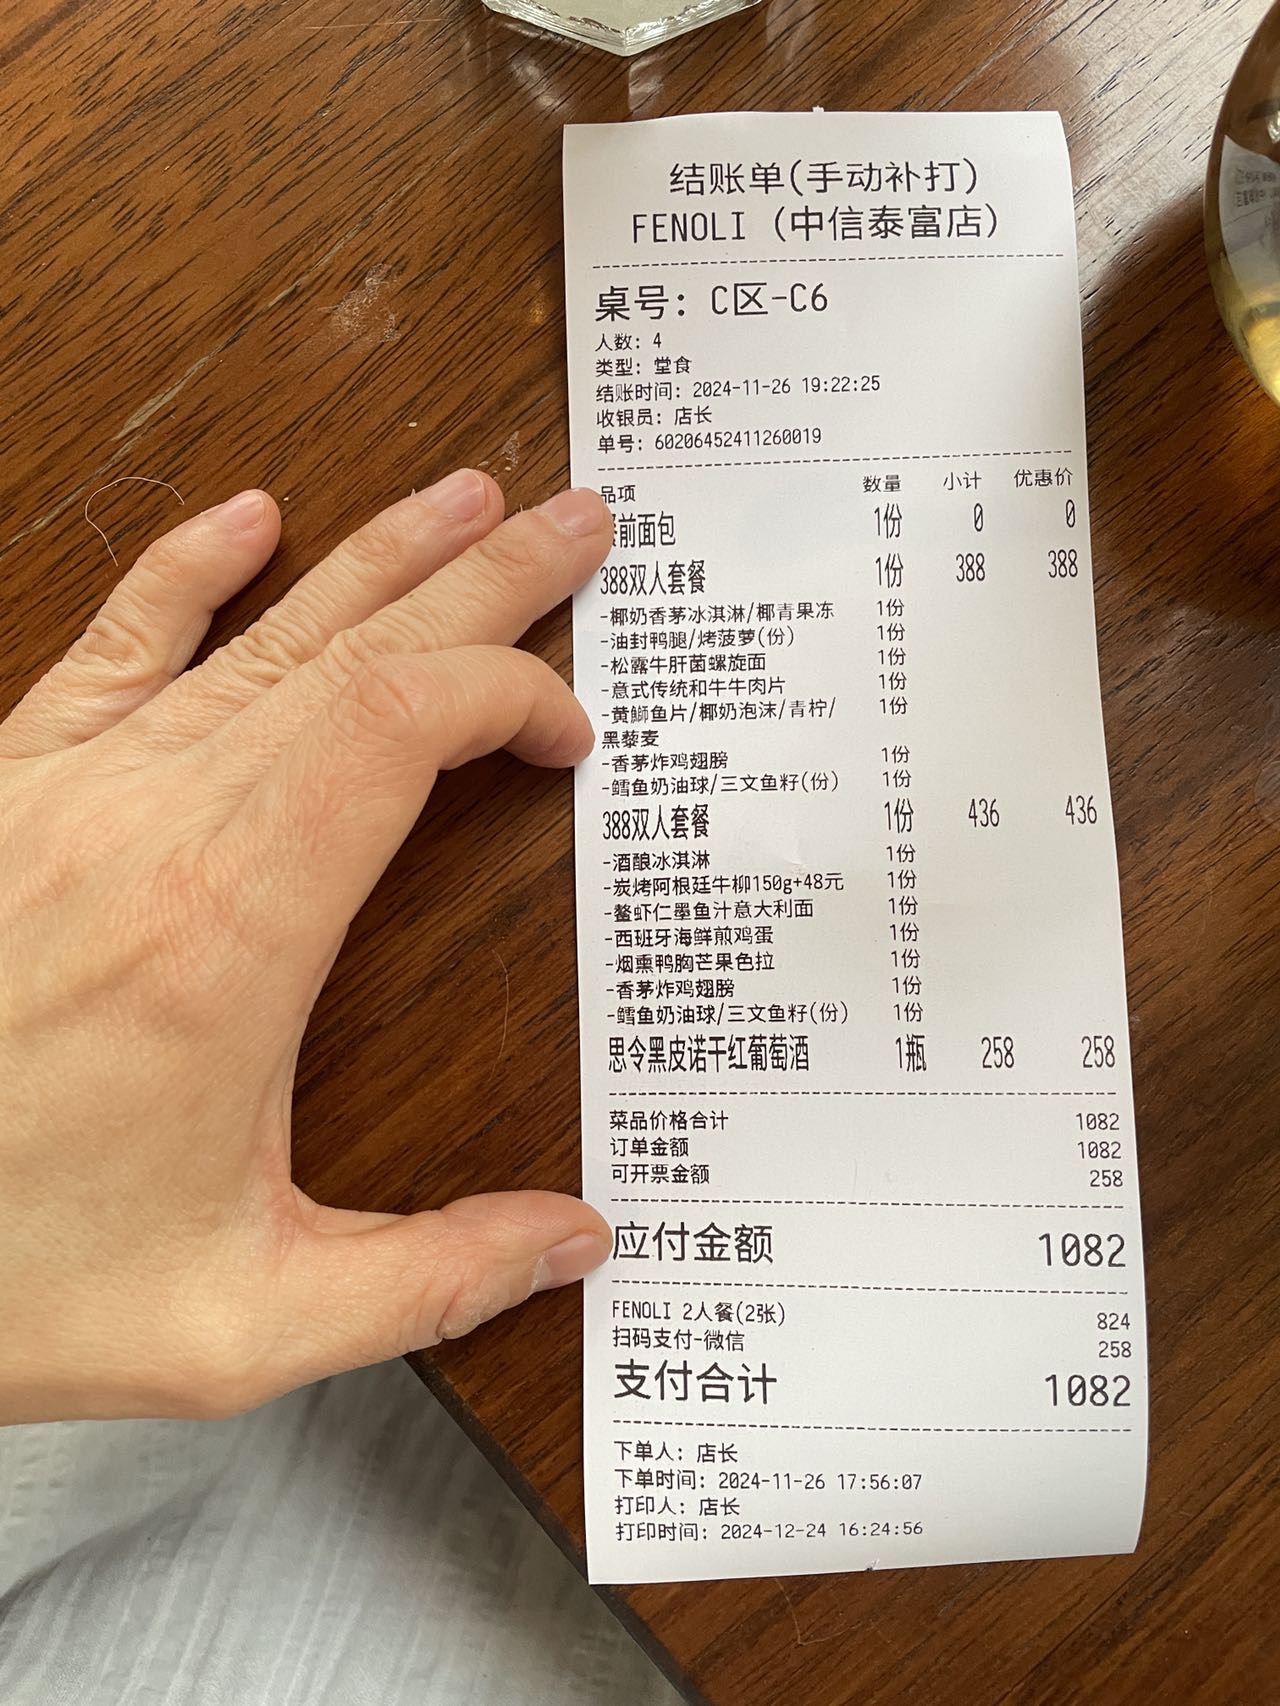 结账单(手动补打)
FENOLI (中信泰富店)
桌号: C区-C6
人数: 4
类型: 堂食
结账时间: 2024-11-26 19:22:25
收银员: 店长
单号: 60206452411260019
品项 数量 小计 优惠价
前面包 1份 0 0
388双人套餐 1份 388 388
-椰奶香茅冰淇淋/椰青果冻 1份
-油封鸭腿/烤菠萝(份) 1份
-松露牛肝菌螺旋面 1份
-意式传统和牛牛肉片 1份
-黄鰤鱼片/椰奶泡沫/青柠/ 1份
黑藜麦
-香茅炸鸡翅膀 1份
-鳕鱼奶油球/三文鱼籽(份) 1份
388双人套餐 1份 436 436
-酒酿冰淇淋 1份
-炭烤阿根廷牛柳150g+48元 1份
-鳌虾仁墨鱼汁意大利面 1份
-西班牙海鲜煎鸡蛋 1份
-烟熏鸭胸芒果色拉 1份
-香茅炸鸡翅膀 1份
-鳕鱼奶油球/三文鱼籽(份) 1份
思令黑皮诺干红葡萄酒 1瓶 258 258
菜品价格合计 1082
订单金额 1082
可开票金额 258
应付金额 1082
FENOLI 2人餐(2张) 824
扫码支付-微信 258
支付合计 1082
下单人: 店长
下单时间: 2024-11-26 17:56:07
打印人: 店长
打印时间: 2024-12-24 16:24:56